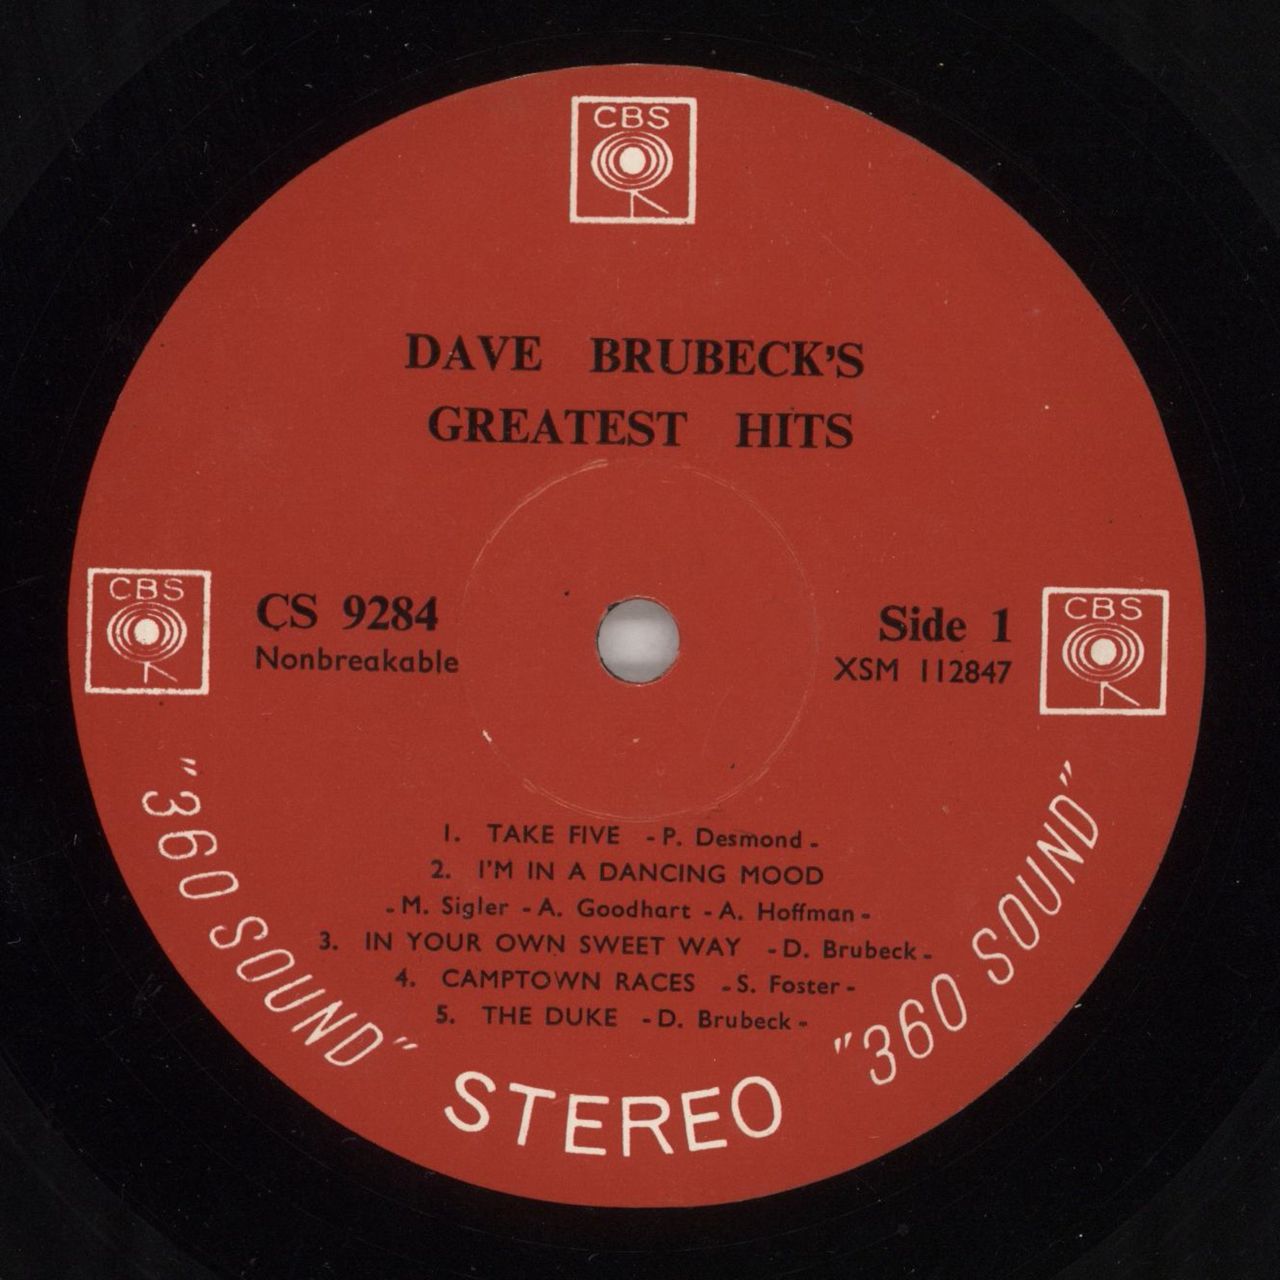 CBS
DAVE BRUBECK'S
GREATEST HITS
CBS
CS 9284
Nonbreakable
Side 1
XSM 112847
CBS
1. TAKE FIVE - P. Desmond -
2. I'M IN A DANCING MOOD
- M. Sigler - A. Goodhart - A. Hoffman -
3. IN YOUR OWN SWEET WAY - D. Brubeck -
4. CAMPTOWN RACES - S. Foster -
5. THE DUKE - D. Brubeck -
"360 SOUND"
STEREO
"360 SOUND"